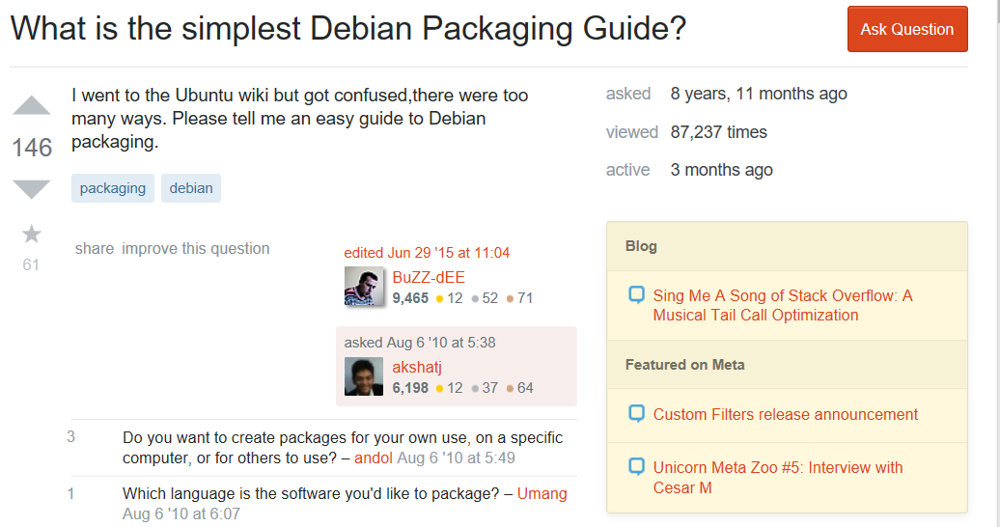 What is the simplest Debian Packaging Guide?
Ask Question
146
61
I went to the Ubuntu wiki but got confused,there were too
many ways. Please tell me an easy guide to Debian
packaging.
packaging debian
share improve this question
edited Jun 29 '15 at 11:04
BuZZ-dEE
9,465 12 52 71
asked Aug 6 '10 at 5:38
akshatj
6,198 12 37 64
3
Do you want to create packages for your own use, on a specific
computer, or for others to use? – andol Aug 6 '10 at 5:49
1
Which language is the software you'd like to package? – Umang
Aug 6 '10 at 6:07
asked 8 years, 11 months ago
viewed 87,237 times
active 3 months ago
Blog
Sing Me A Song of Stack Overflow: A
Musical Tail Call Optimization
Featured on Meta
Custom Filters release announcement
Unicorn Meta Zoo #5: Interview with
Cesar M